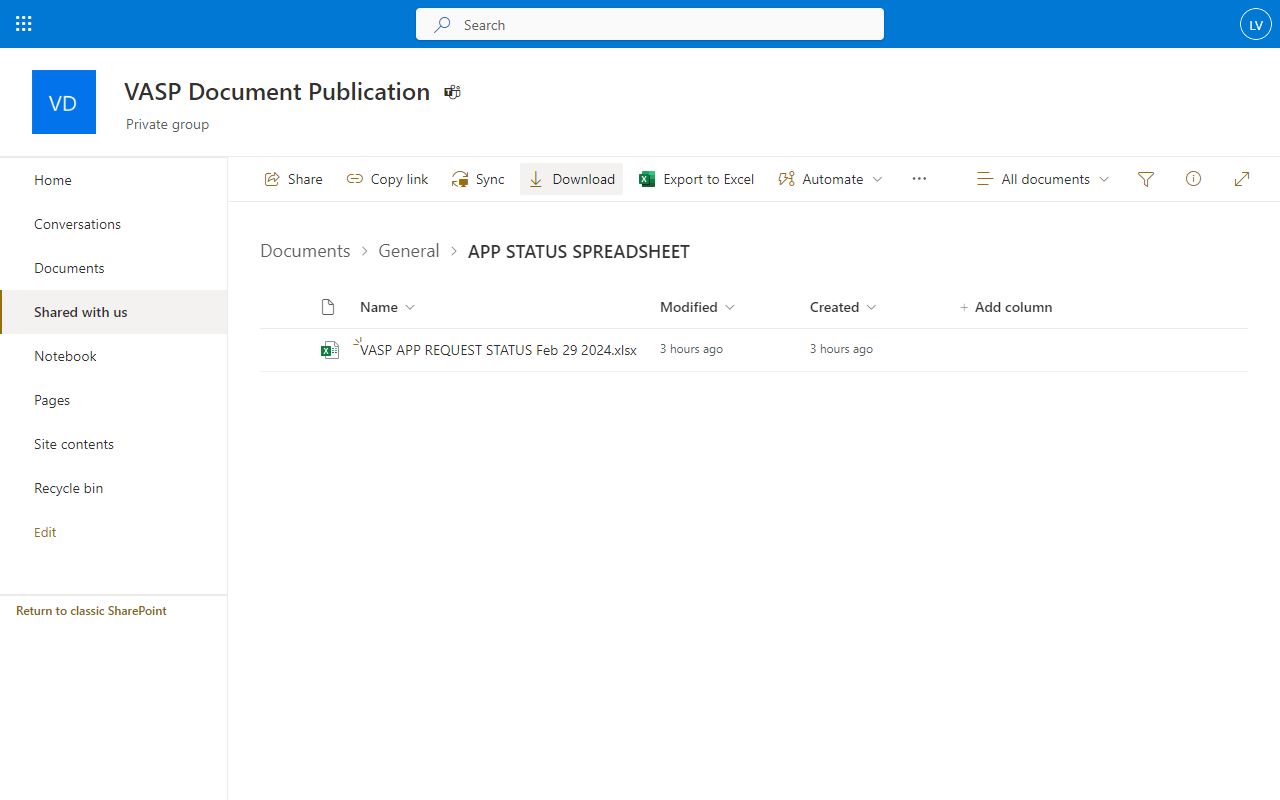 Search
LV
VD
VASP Document Publication
Private group
Home
Conversations
Documents
Shared with us
Notebook
Pages
Site contents
Recycle bin
Edit
Return to classic SharePoint
Share
Copy link
Sync
Download
Export to Excel
Automate
All documents
Documents
General
APP STATUS SPREADSHEET
Name
Modified
Created
+ Add column
VASP APP REQUEST STATUS Feb 29 2024.xlsx
3 hours ago
3 hours ago